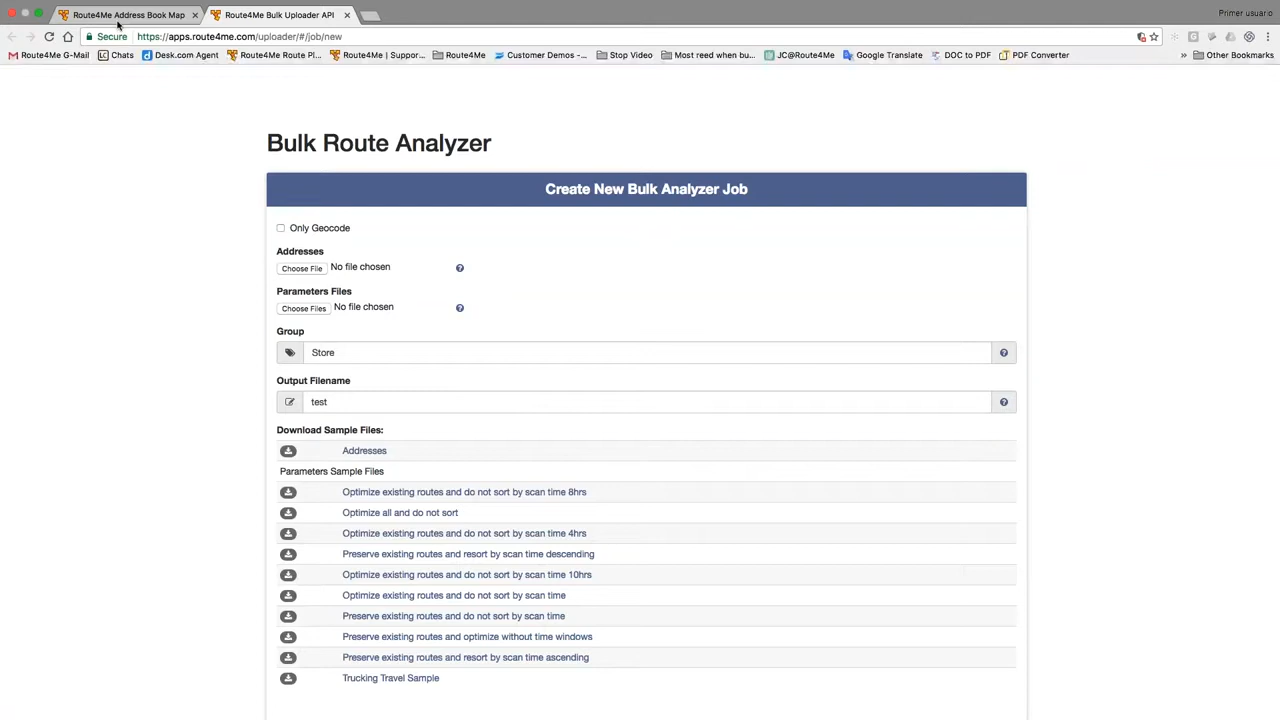 Route4Me Address Book Map
Route4Me Bulk Uploader API
Primer usuario
Secure
https://apps.route4me.com/uploader/#/job/new
Route4Me G-Mail
Chats
Desk.com Agent
Route4Me Route Pl...
Route4Me | Suppor...
Route4Me
Customer Demos -...
Stop Video
Most reed when bu...
JC@Route4Me
Google Translate
DOC to PDF
PDF Converter
»
Other Bookmarks
Bulk Route Analyzer
Create New Bulk Analyzer Job
Only Geocode
Addresses
Choose File No file chosen
Parameters Files
Choose Files No file chosen
Group
Store
Output Filename
test
Download Sample Files:
Addresses
Parameters Sample Files
Optimize existing routes and do not sort by scan time 8hrs
Optimize all and do not sort
Optimize existing routes and do not sort by scan time 4hrs
Preserve existing routes and resort by scan time descending
Optimize existing routes and do not sort by scan time 10hrs
Optimize existing routes and do not sort by scan time
Preserve existing routes and do not sort by scan time
Preserve existing routes and optimize without time windows
Preserve existing routes and resort by scan time ascending
Trucking Travel Sample